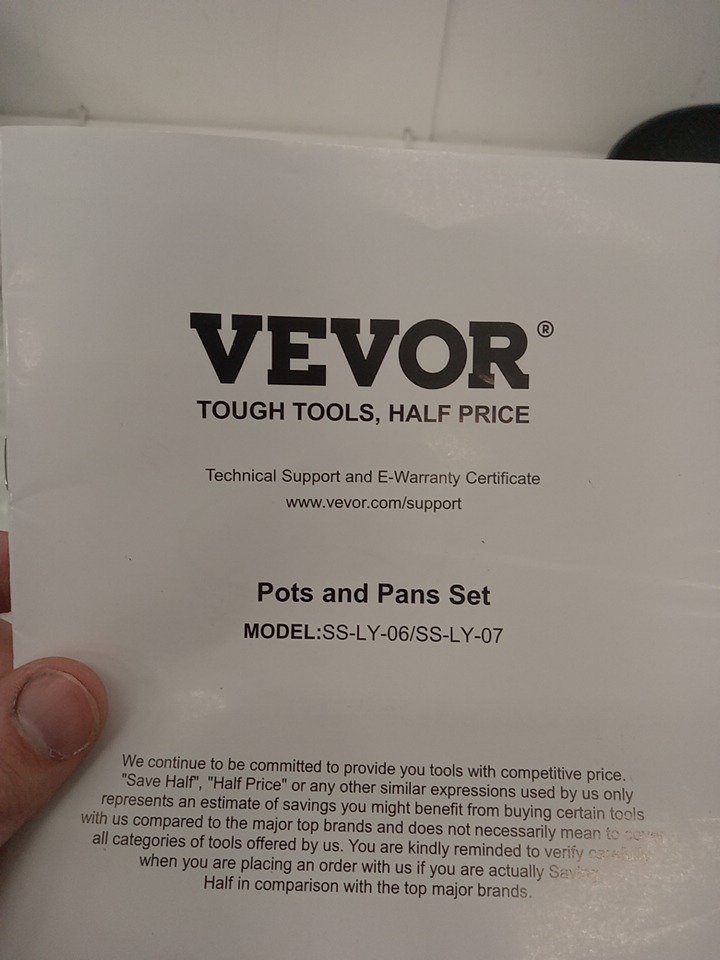 VEVOR®
TOUGH TOOLS, HALF PRICE
Technical Support and E-Warranty Certificate
www.vevor.com/support
Pots and Pans Set
MODEL:SS-LY-06/SS-LY-07
We continue to be committed to provide you tools with competitive price.
"Save Half", "Half Price" or any other similar expressions used by us only
represents an estimate of savings you might benefit from buying certain tools
with us compared to the major top brands and does not necessarily mean to cover
all categories of tools offered by us. You are kindly reminded to verify carefully
when you are placing an order with us if you are actually Saving
Half in comparison with the top major brands.